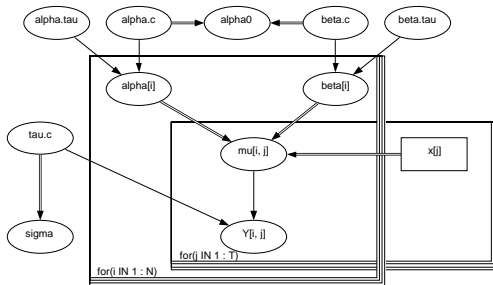 alpha.tau
alpha.c
alpha0
beta.c
beta.tau
alpha[i]
beta[i]
tau.c
mu[i, j]
x[j]
sigma
Y[i, j]
for(j IN 1 : T)
for(i IN 1 : N)